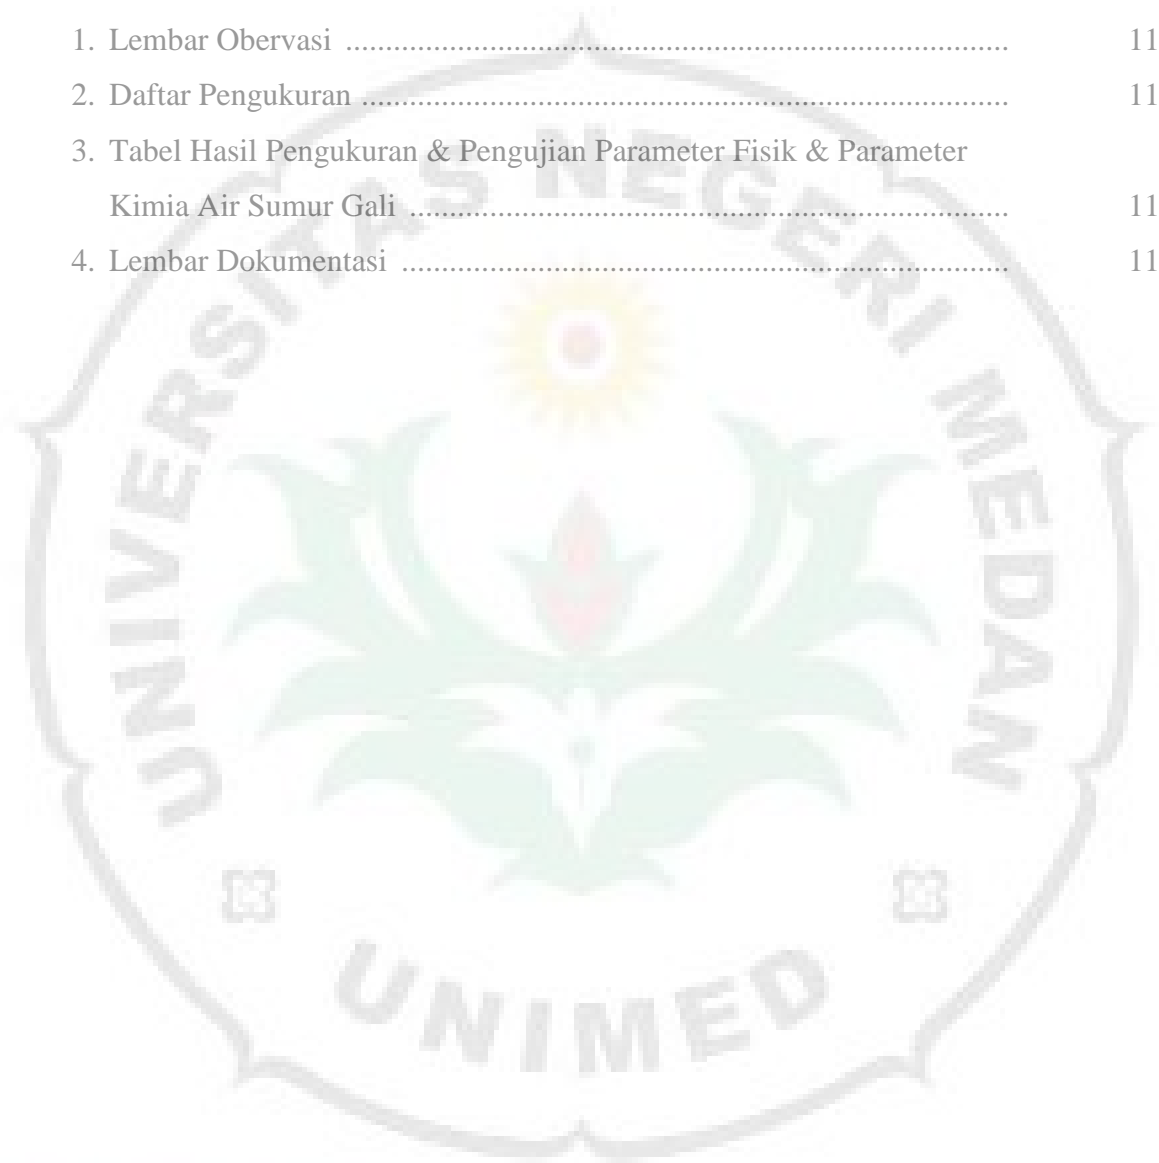 1. Lembar Obervasi ..................................................................... 11
2. Daftar Pengukuran ................................................................... 11
3. Tabel Hasil Pengukuran & Pengujian Parameter Fisik & Parameter
Kimia Air Sumur Gali .............................................................. 11
4. Lembar Dokumentasi ............................................................... 11
UNIVERSITAS NEGERI MEDAN
UNIMED